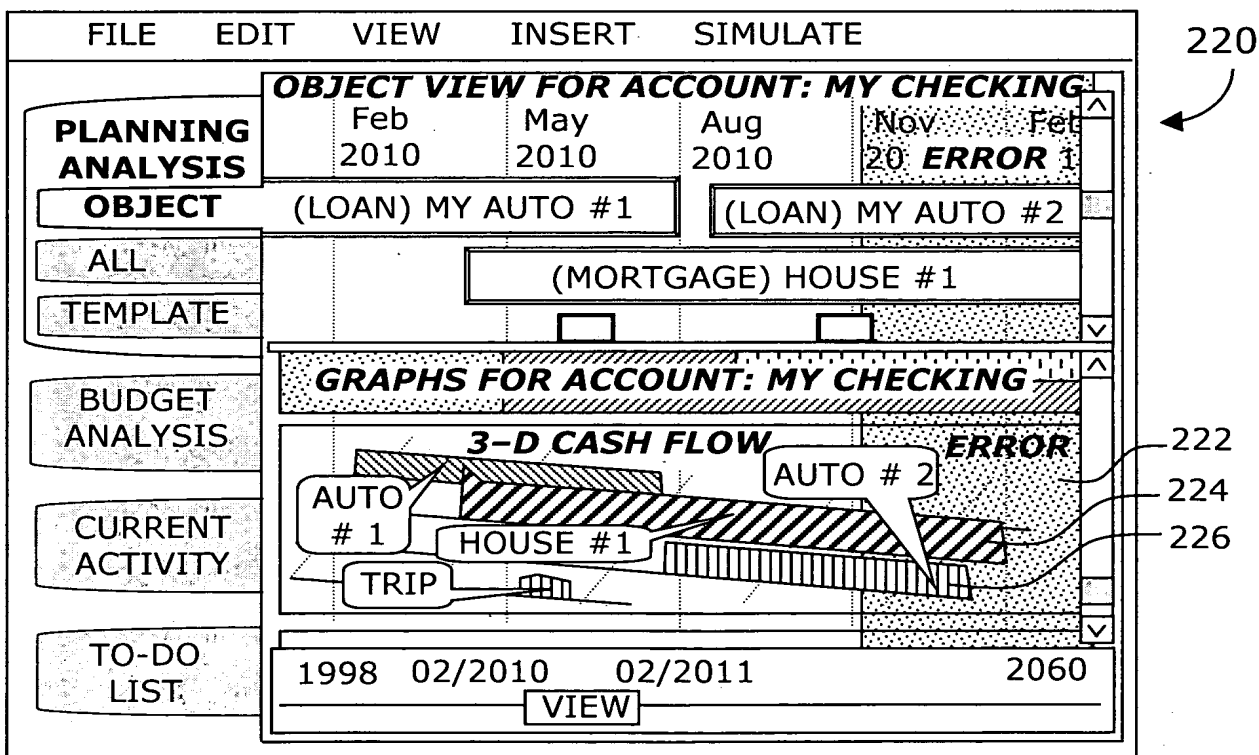 FILE EDIT VIEW INSERT SIMULATE
220
OBJECT VIEW FOR ACCOUNT: MY CHECKING
PLANNING
ANALYSIS
OBJECT
ALL
TEMPLATE
BUDGET
ANALYSIS
CURRENT
ACTIVITY
TO-DO
LIST
Feb
2010
May
2010
Aug
2010
Nov
20
Feb
ERROR 1
(LOAN) MY AUTO #1
(LOAN) MY AUTO #2
(MORTGAGE) HOUSE #1
GRAPHS FOR ACCOUNT: MY CHECKING
3-D CASH FLOW
ERROR
AUTO
# 1
HOUSE #1
AUTO # 2
TRIP
222
224
226
1998 02/2010 02/2011 2060
VIEW